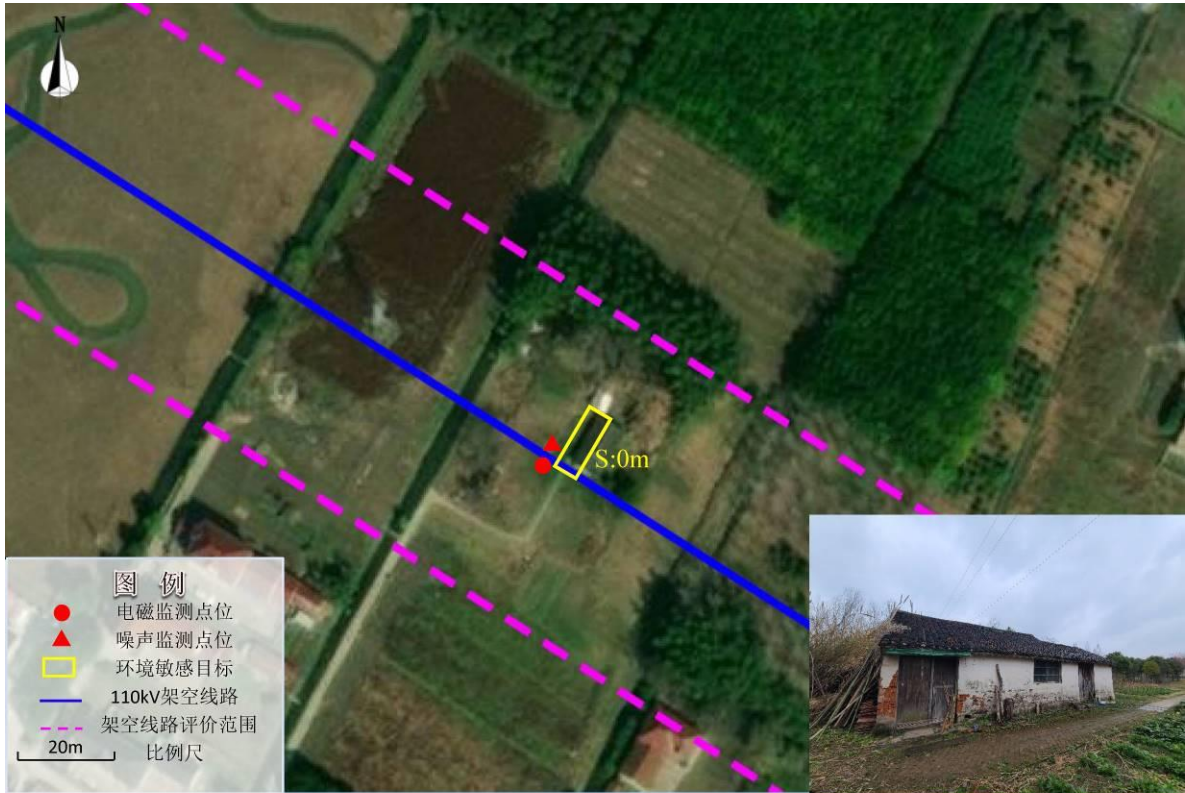 N
S:0m
图 例
电磁监测点位
噪声监测点位
环境敏感目标
110kV架空线路
架空线路评价范围
20m
比例尺